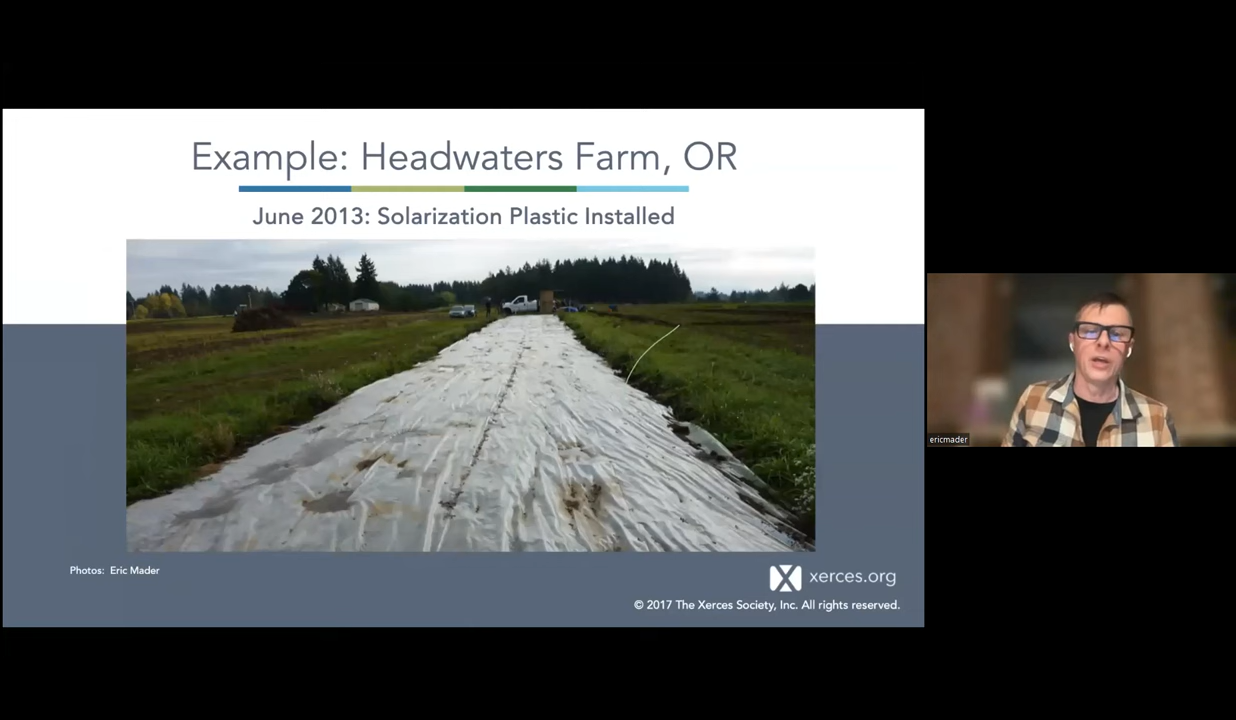 Example: Headwaters Farm, OR
June 2013: Solarization Plastic Installed
Photos: Eric Mader
xerces.org
© 2017 The Xerces Society, Inc. All rights reserved.
ericmader